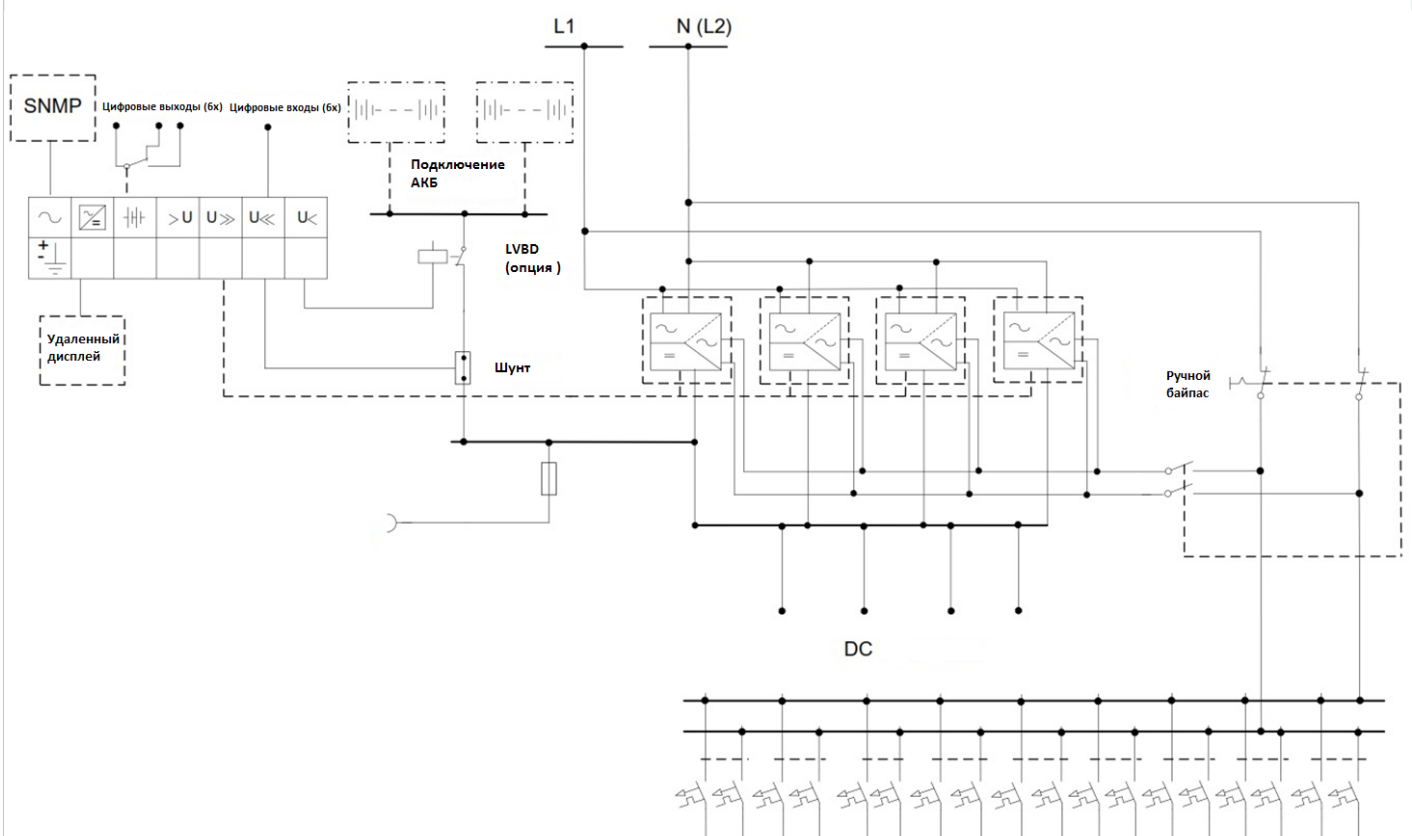 L1
N (L2)
SNMP
Цифровые выходы (6х)
Цифровые входы (6х)
Подключение
АКБ
>U
U>>
U<<
U<
+
-
LVBD
(опция )
Удаленный
дисплей
Шунт
Ручной
байпас
DC